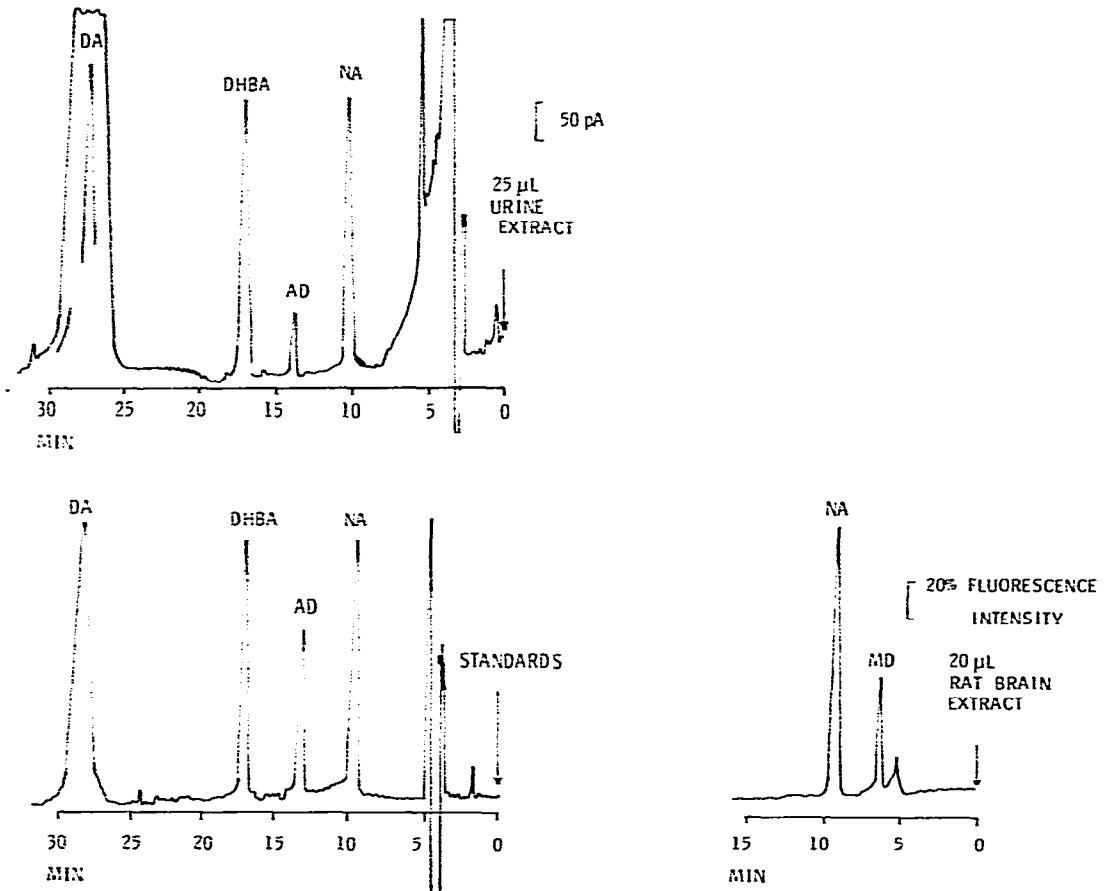 DA
DHBA
NA
AD
50 pA
25 µL
URINE
EXTRACT
30 25 20 15 10 5 0
MIN
DA
DHBA
NA
AD
STANDARDS
30 25 20 15 10 5 0
MIN
NA
MD
20% FLUORESCENCE
INTENSITY
20 µL
RAT BRAIN
EXTRACT
15 10 5 0
MIN